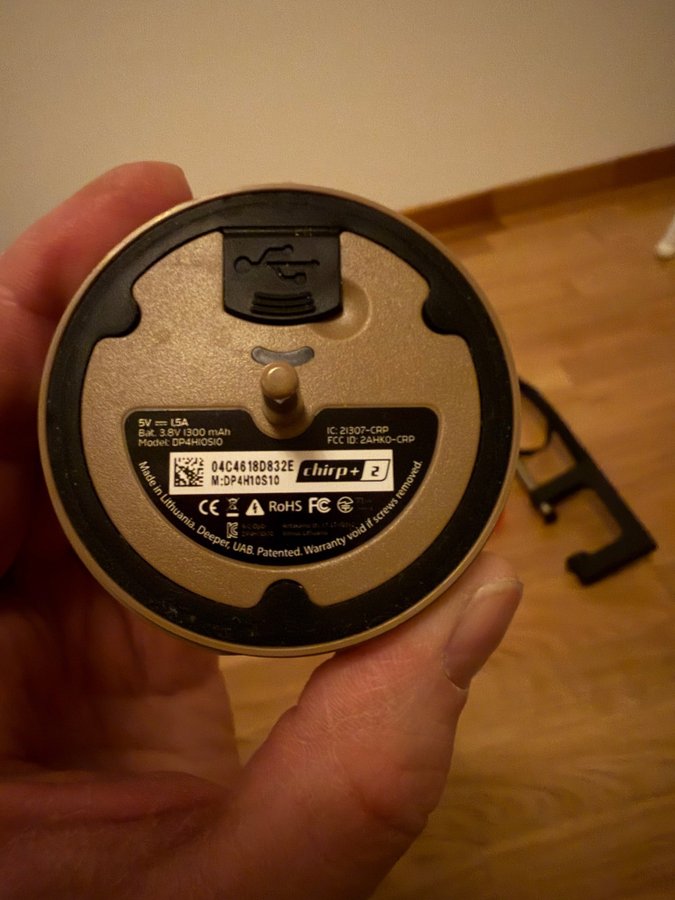 5V ⎓ 1.5A
Bat. 3.8V 1300 mAh
Model: DP4H10S10
IC: 21307-CRP
FCC ID: 2AHKO-CRP
04C4618D832E
M:DP4H10S10
chirp+ 2
CE RoHS FC
Made in Lithuania. Deeper, UAB. Patented. Warranty void if screws removed.